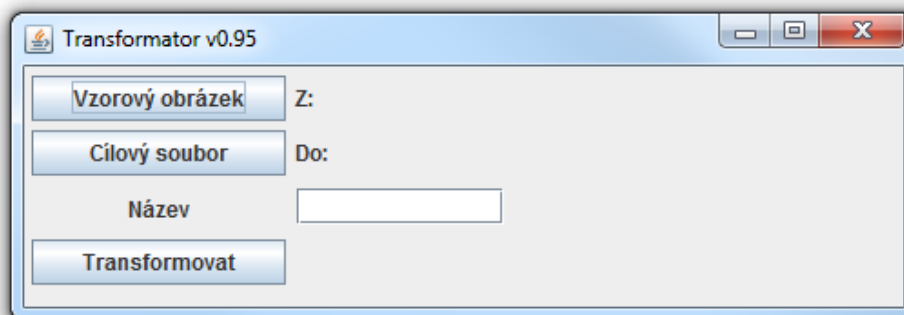 Transformator v0.95
Vzorový obrázek Z:
Cílový soubor Do:
Název
Transformovat